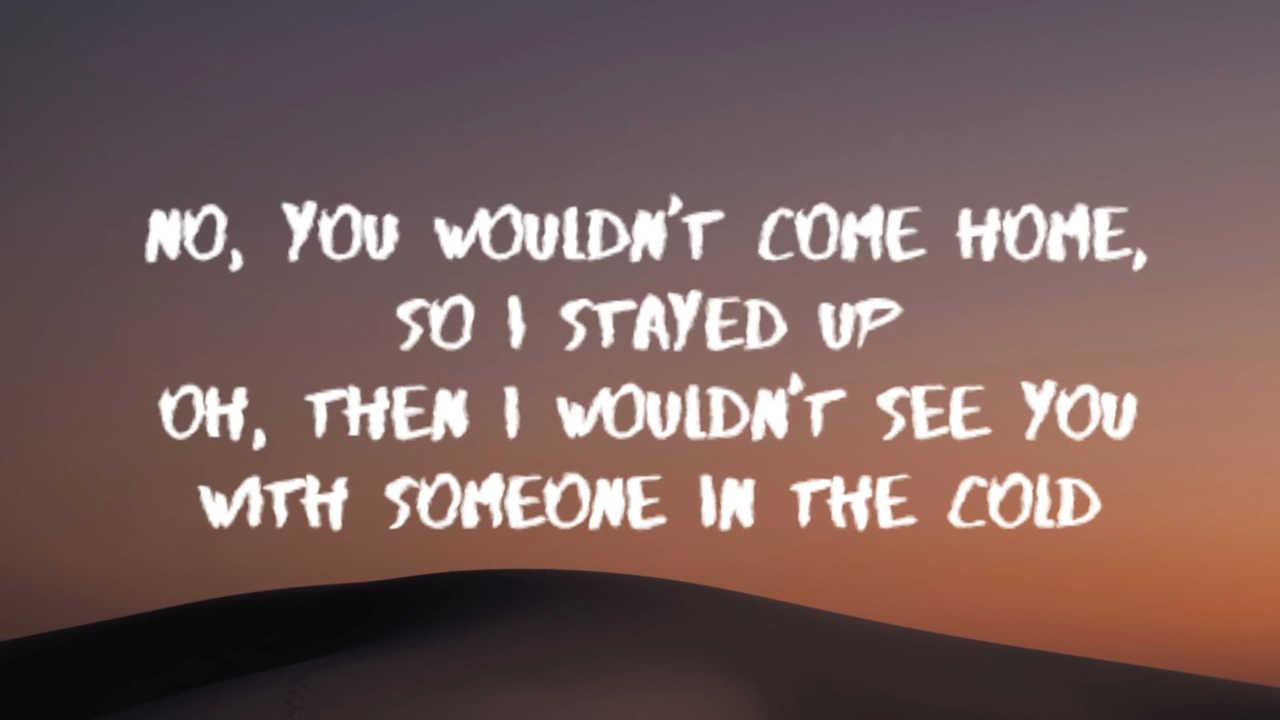 NO, YOU WOULDN'T COME HOME,
SO I STAYED UP
OH, THEN I WOULDN'T SEE YOU
WITH SOMEONE IN THE COLD